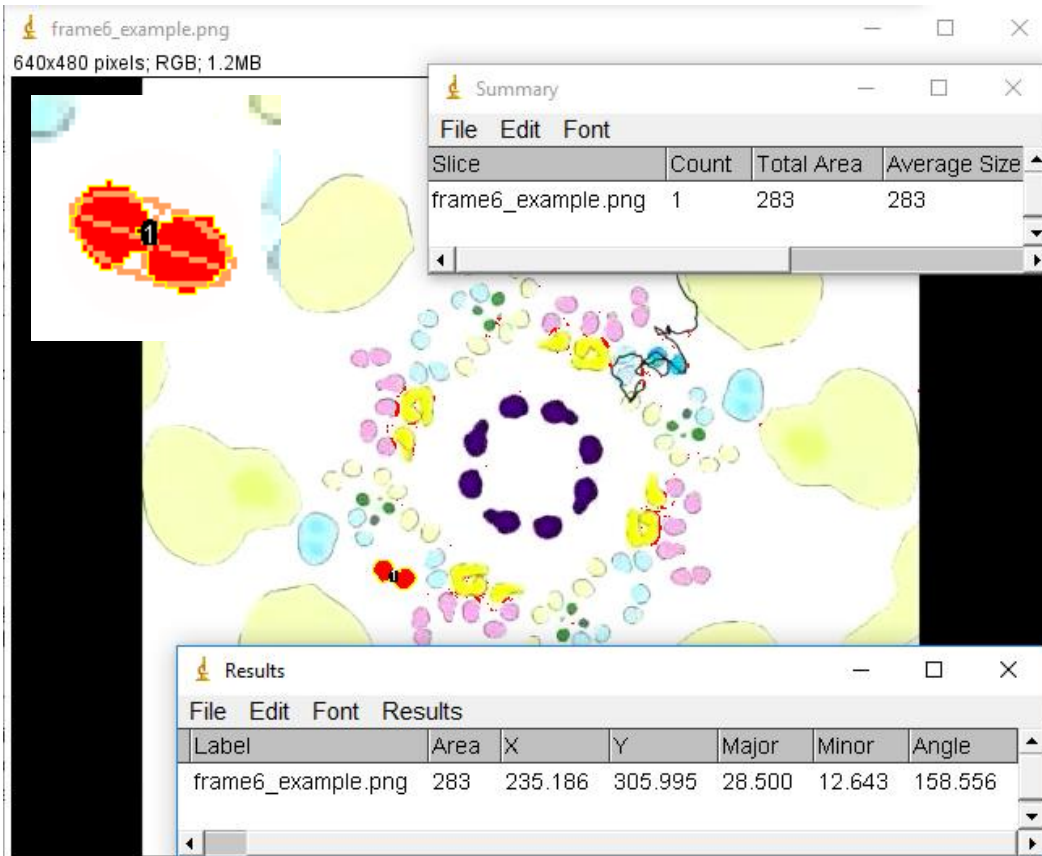 frame6_example.png
640x480 pixels; RGB; 1.2MB
Summary
File Edit Font
Slice Count Total Area Average Size
frame6_example.png 1 283 283
1
1
Results
File Edit Font Results
Label Area X Y Major Minor Angle
frame6_example.png 283 235.186 305.995 28.500 12.643 158.556